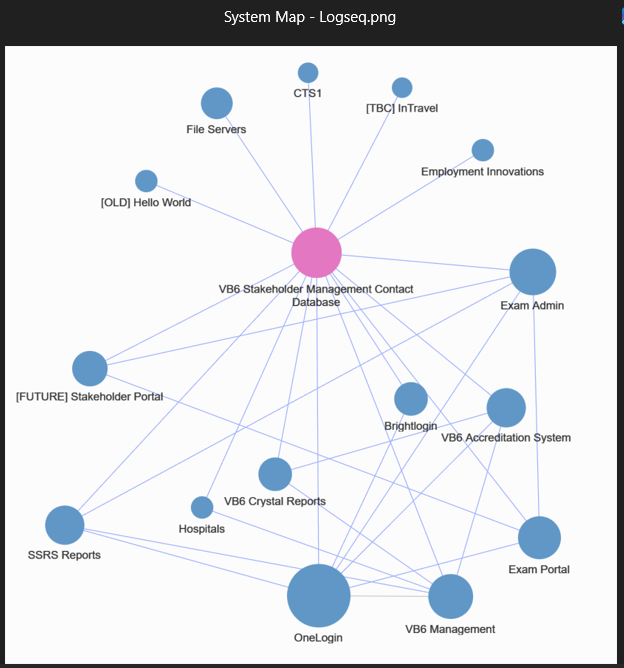 System Map - Logseq.png
CTS1
[TBC] InTravel
File Servers
Employment Innovations
[OLD] Hello World
VB6 Stakeholder Management Contact
Database
Exam Admin
[FUTURE] Stakeholder Portal
Brightlogin
VB6 Accreditation System
VB6 Crystal Reports
Hospitals
SSRS Reports
Exam Portal
VB6 Management
OneLogin